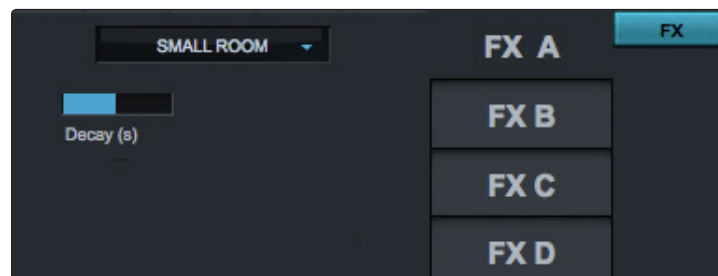 SMALL ROOM
Decay (s)
FX A
FX B
FX C
FX D
FX